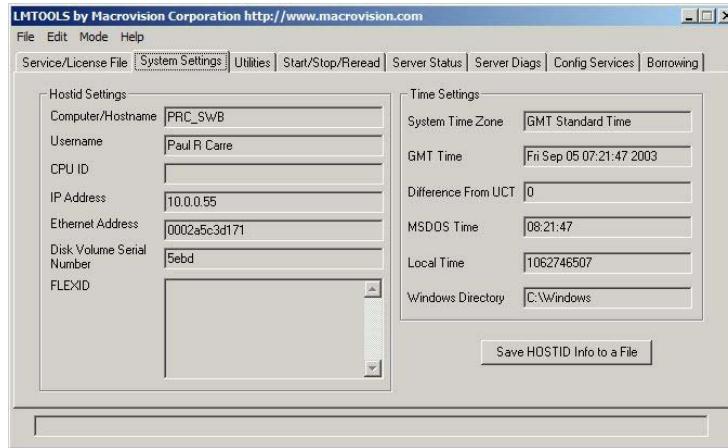 LMTOOLS by Macrovision Corporation http://www.macrovision.com
File Edit Mode Help
Service/License File System Settings Utilities Start/Stop/Reread Server Status Server Diags Config Services Borrowing
Hostid Settings
Computer/Hostname PRC_SWB
Username Paul R Carre
CPU ID
IP Address 10.0.0.55
Ethernet Address 0002a5c3d171
Disk Volume Serial
Number 5ebd
FLEXID
Time Settings
System Time Zone GMT Standard Time
GMT Time Fri Sep 05 07:21:47 2003
Difference From UCT 0
MSDOS Time 08:21:47
Local Time 1062746507
Windows Directory C:\Windows
Save HOSTID Info to a File